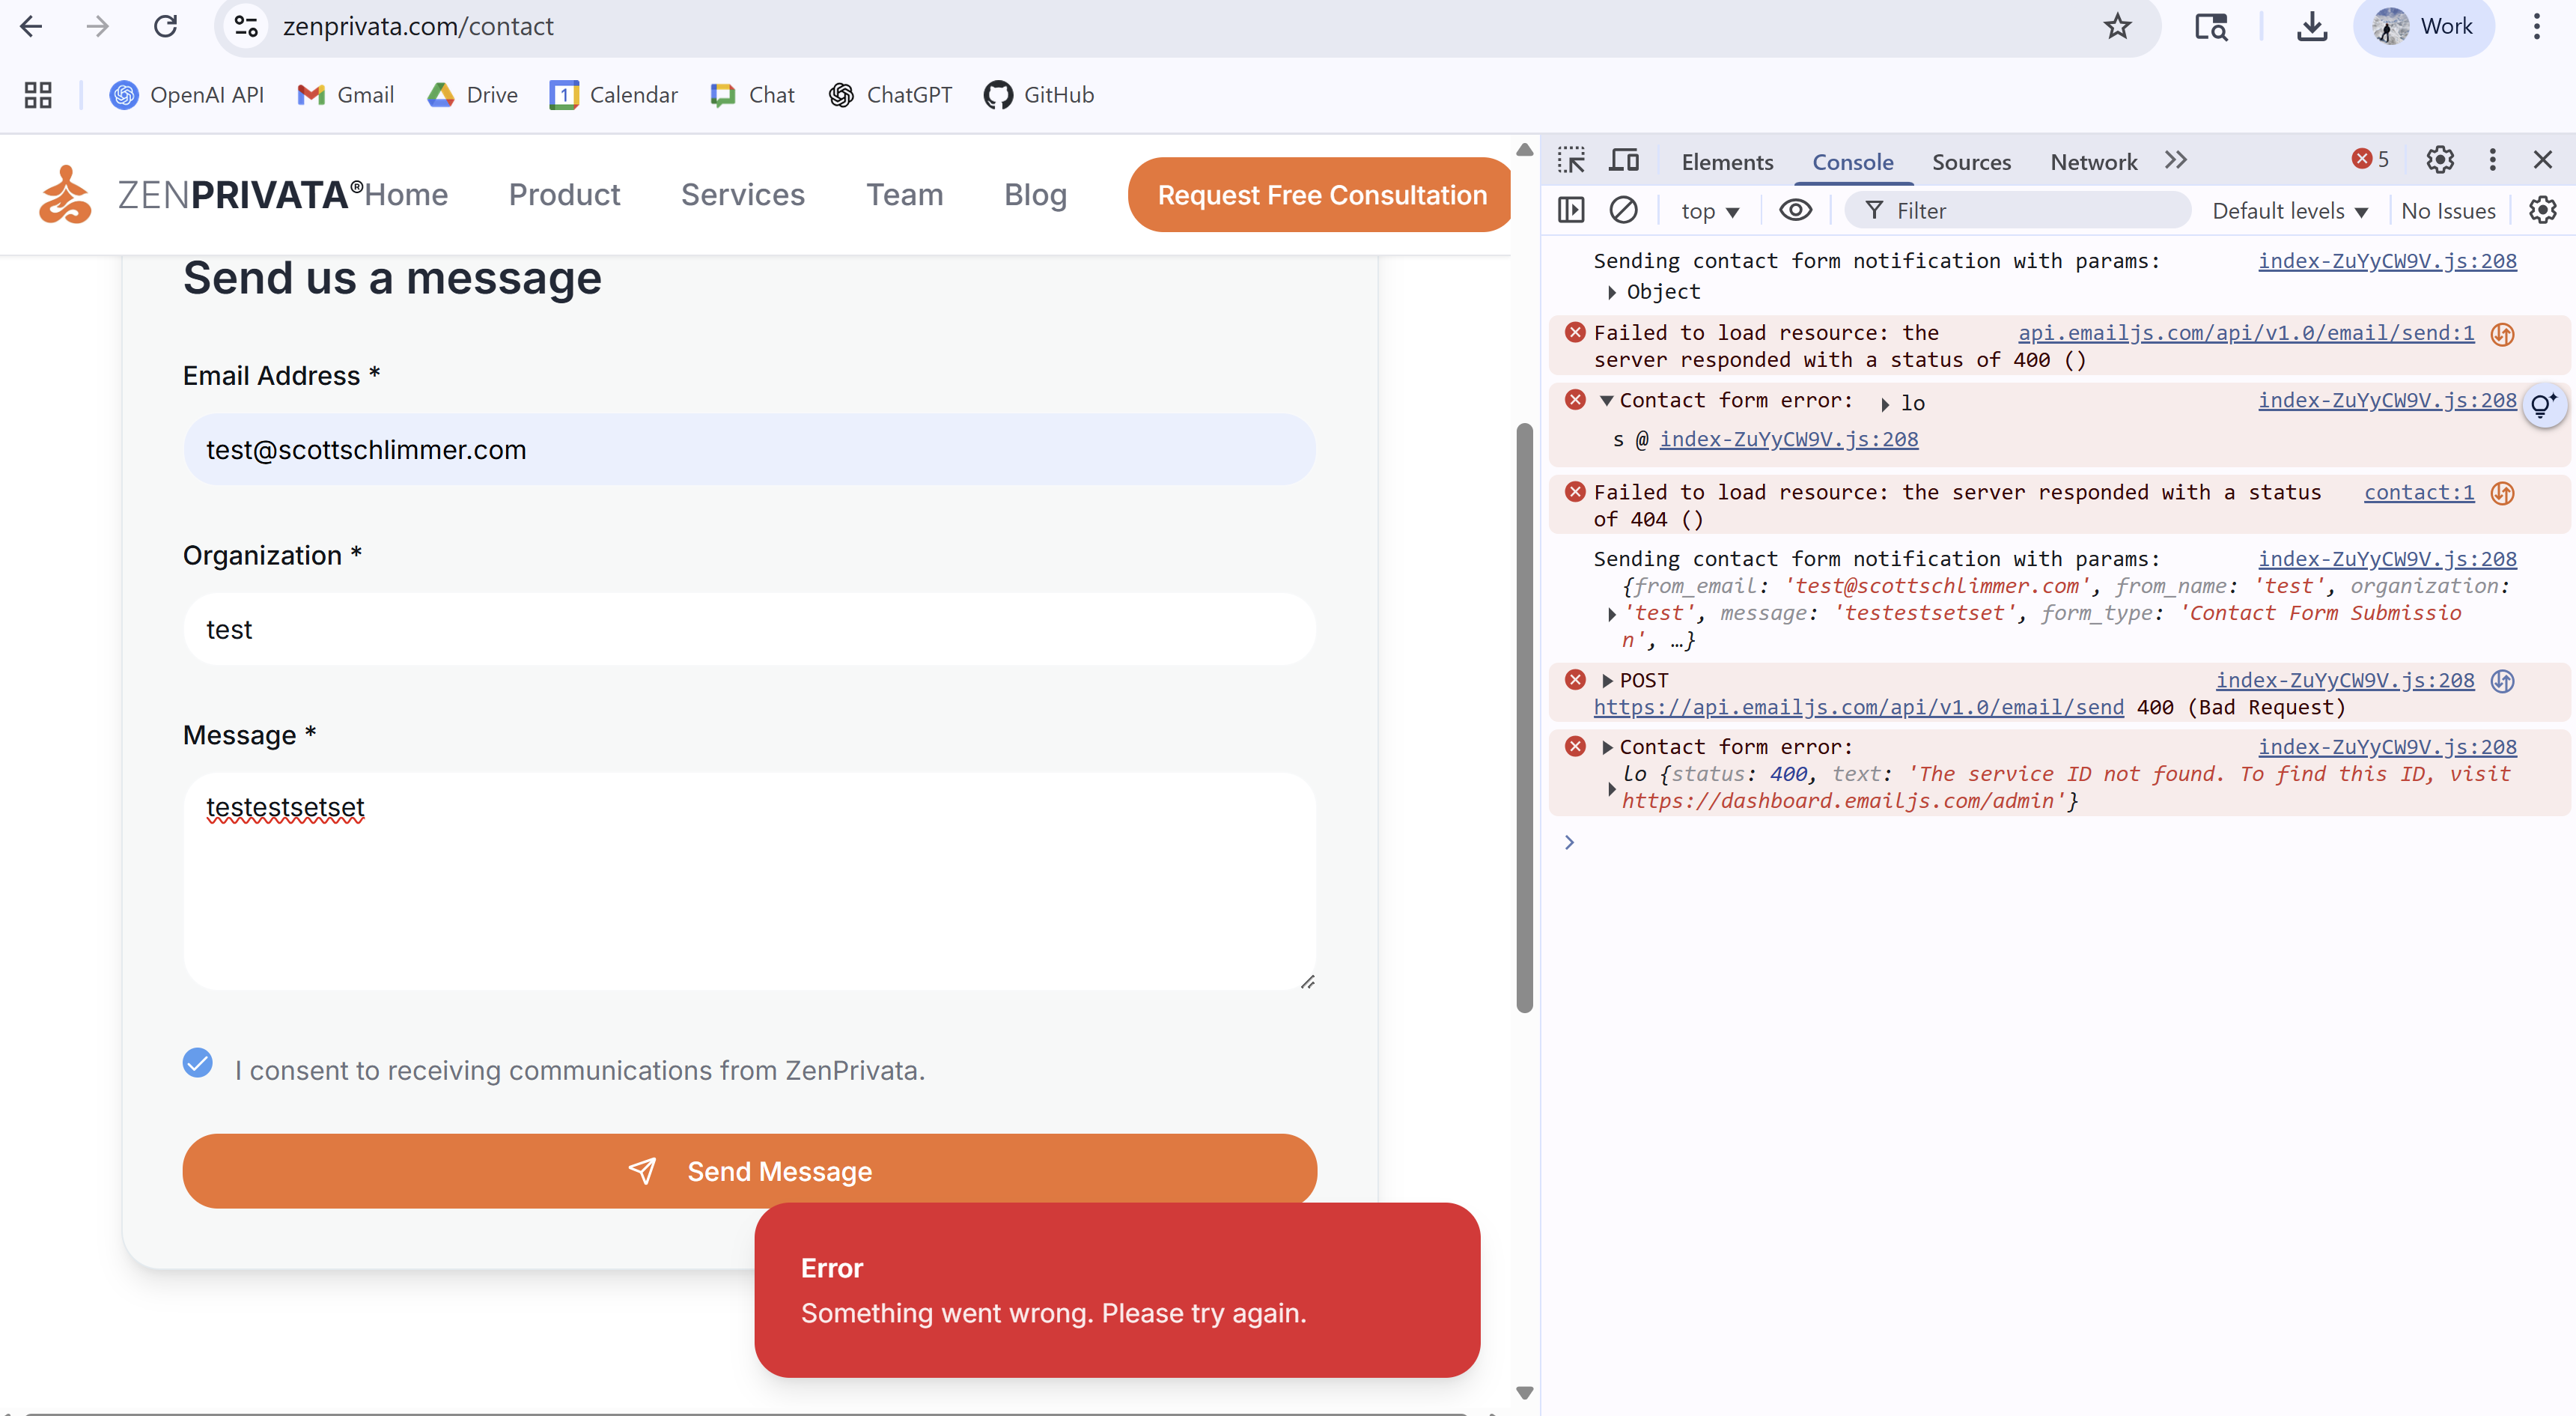 zenprivata.com/contact
Work
OpenAI API
Gmail
Drive
1
Calendar
Chat
ChatGPT
GitHub
ZENPRIVATA®
Home
Product
Services
Team
Blog
Request Free Consultation
Send us a message
Email Address *
test@scottschlimmer.com
Organization *
test
Message *
testestsetset
I consent to receiving communications from ZenPrivata.
Send Message
Error
Something went wrong. Please try again.
Elements
Console
Sources
Network
5
top
Filter
Default levels
No Issues
Sending contact form notification with params: index-ZuYyCW9V.js:208
Object
Failed to load resource: the api.emailjs.com/api/v1.0/email/send:1
server responded with a status of 400 ()
Contact form error: lo index-ZuYyCW9V.js:208
s @ index-ZuYyCW9V.js:208
Failed to load resource: the server responded with a status contact:1
of 404 ()
Sending contact form notification with params: index-ZuYyCW9V.js:208
{from_email: 'test@scottschlimmer.com', from_name: 'test', organization:
'test', message: 'testestsetset', form_type: 'Contact Form Submissio
n', …}
POST index-ZuYyCW9V.js:208
https://api.emailjs.com/api/v1.0/email/send 400 (Bad Request)
Contact form error: index-ZuYyCW9V.js:208
lo {status: 400, text: 'The service ID not found. To find this ID, visit
https://dashboard.emailjs.com/admin'}